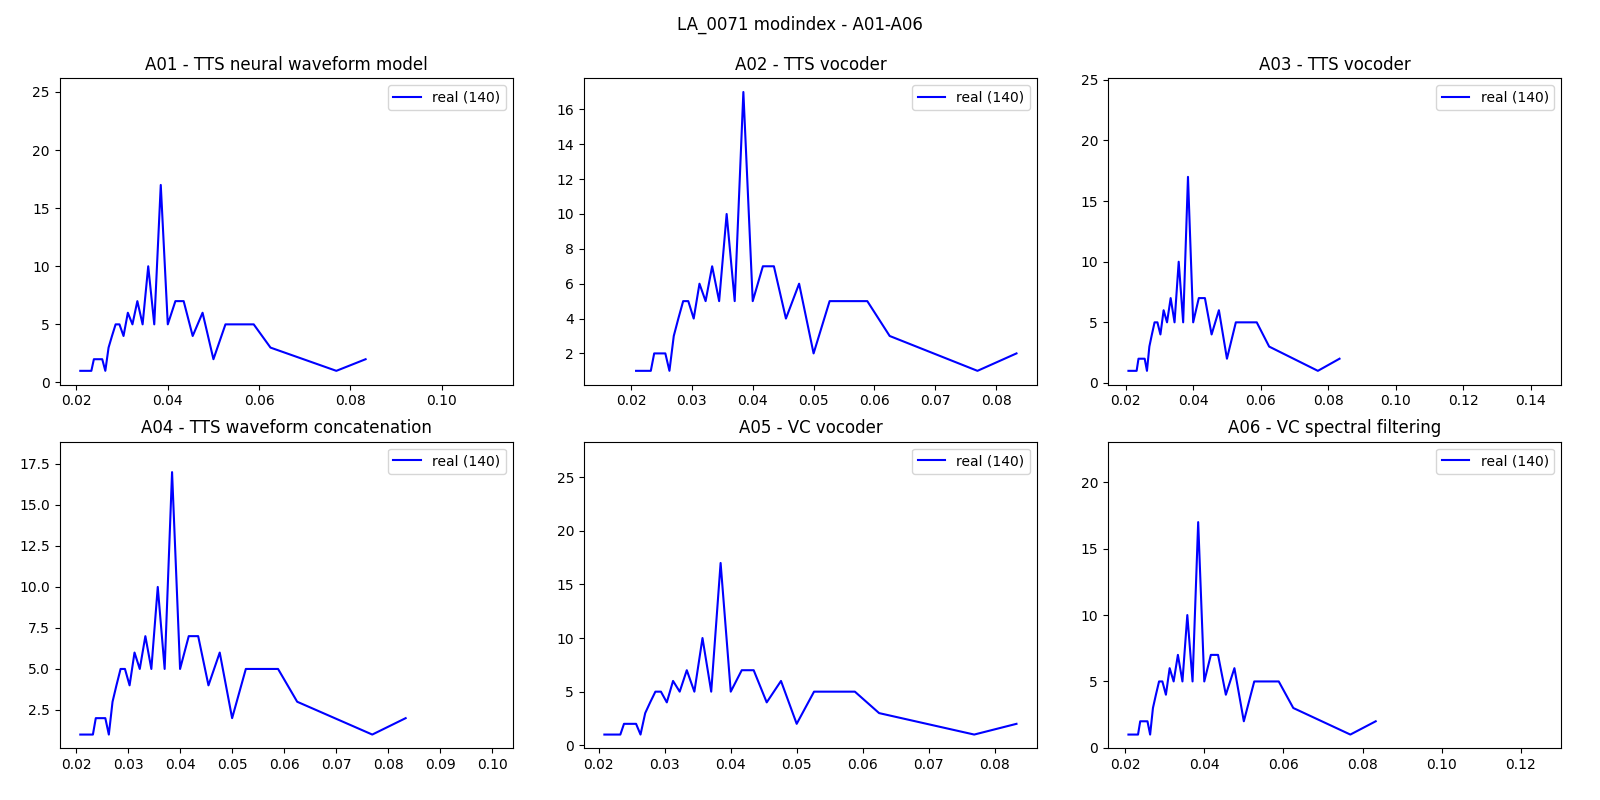 LA_0071 modindex - A01-A06
A01 - TTS neural waveform model
real (140)
25
20
15
10
5
0
0.02 0.04 0.06 0.08 0.10
A02 - TTS vocoder
real (140)
16
14
12
10
8
6
4
2
0.02 0.03 0.04 0.05 0.06 0.07 0.08
A03 - TTS vocoder
real (140)
25
20
15
10
5
0
0.02 0.04 0.06 0.08 0.10 0.12 0.14
A04 - TTS waveform concatenation
real (140)
17.5
15.0
12.5
10.0
7.5
5.0
2.5
0.02 0.03 0.04 0.05 0.06 0.07 0.08 0.09 0.10
A05 - VC vocoder
real (140)
25
20
15
10
5
0
0.02 0.03 0.04 0.05 0.06 0.07 0.08
A06 - VC spectral filtering
real (140)
20
15
10
5
0
0.02 0.04 0.06 0.08 0.10 0.12